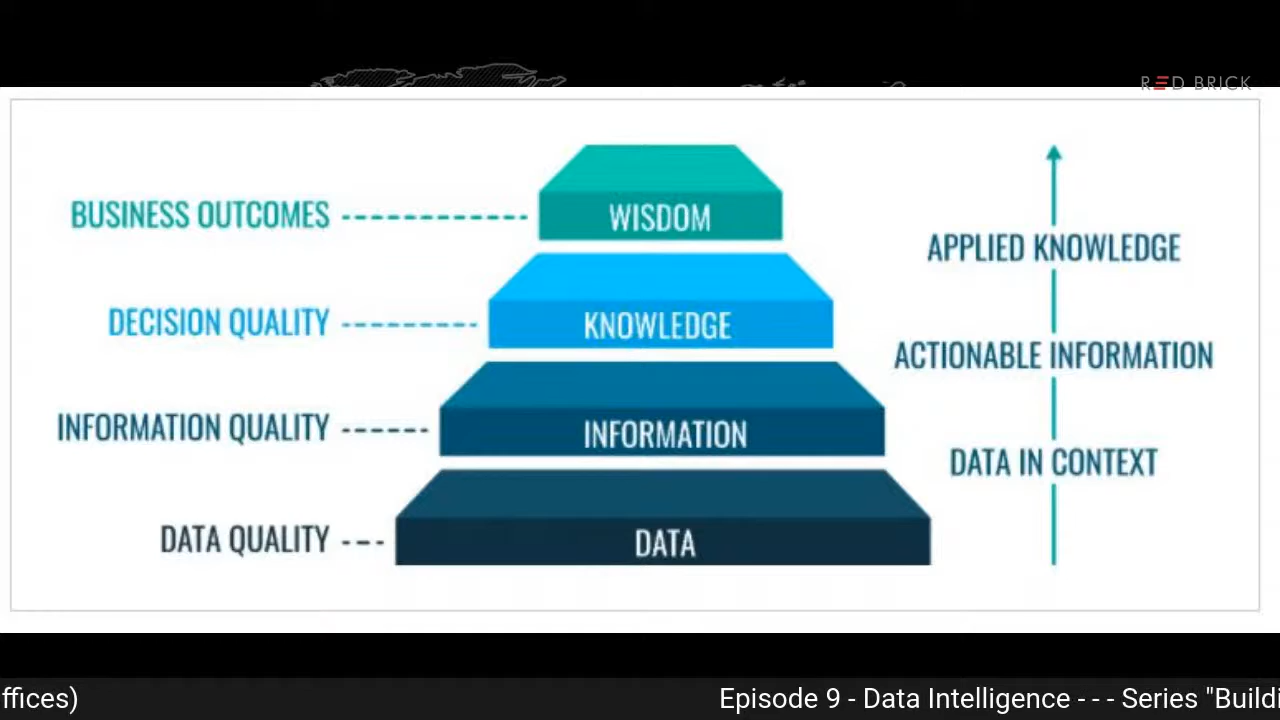 RED BRICK
BUSINESS OUTCOMES
WISDOM
APPLIED KNOWLEDGE
DECISION QUALITY
KNOWLEDGE
ACTIONABLE INFORMATION
INFORMATION QUALITY
INFORMATION
DATA IN CONTEXT
DATA QUALITY
DATA
ffices) Episode 9 - Data Intelligence - - - Series "Buildi